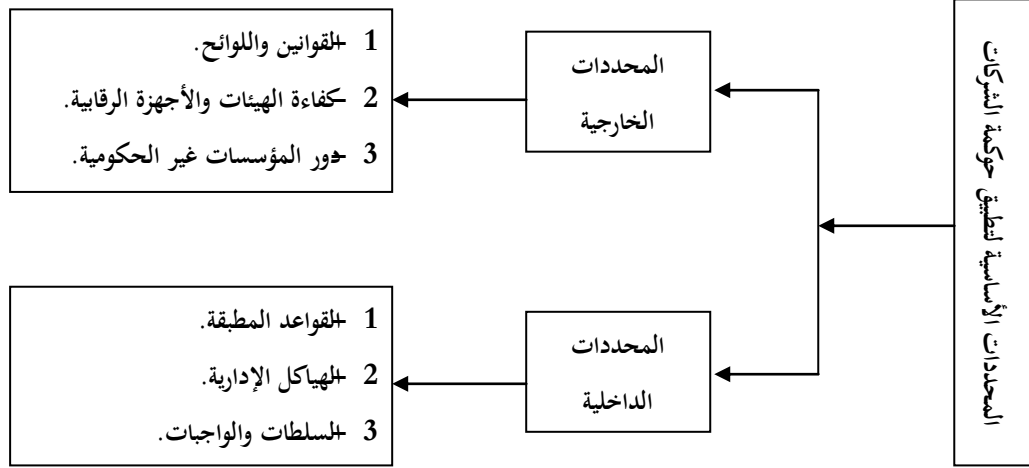 المحددات الأساسية لتطبيق حوكمة الشركات
المحددات
الخارجية
1 - القوانين واللوائح.
2 - كفاءة الهيئات والأجهزة الرقابية.
3 - دور المؤسسات غير الحكومية.
المحددات
الداخلية
1 - القواعد المطبقة.
2 - الهياكل الإدارية.
3 - السلطات والواجبات.